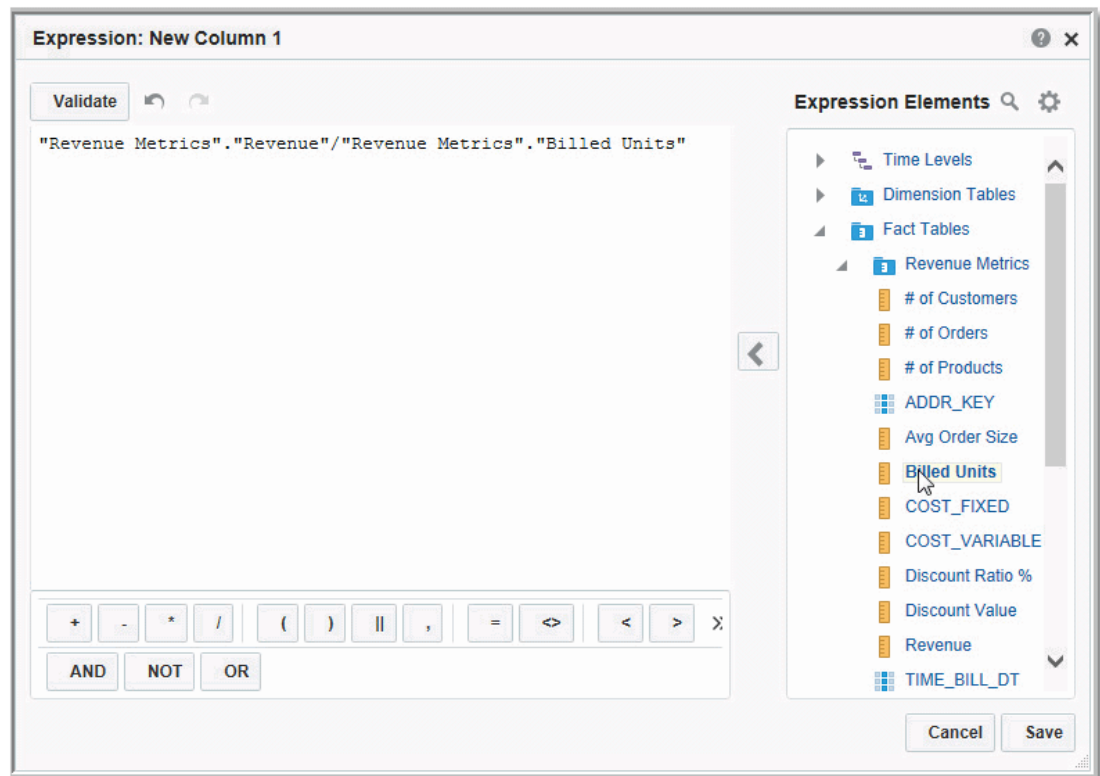 Expression: New Column 1
Validate
Expression Elements
"Revenue Metrics"."Revenue"/"Revenue Metrics"."Billed Units"
Time Levels
Dimension Tables
Fact Tables
Revenue Metrics
# of Customers
# of Orders
# of Products
ADDR_KEY
Avg Order Size
Billed Units
COST_FIXED
COST_VARIABLE
Discount Ratio %
Discount Value
Revenue
TIME_BILL_DT
+ - * / ( ) || , = <> < >
AND NOT OR
Cancel Save